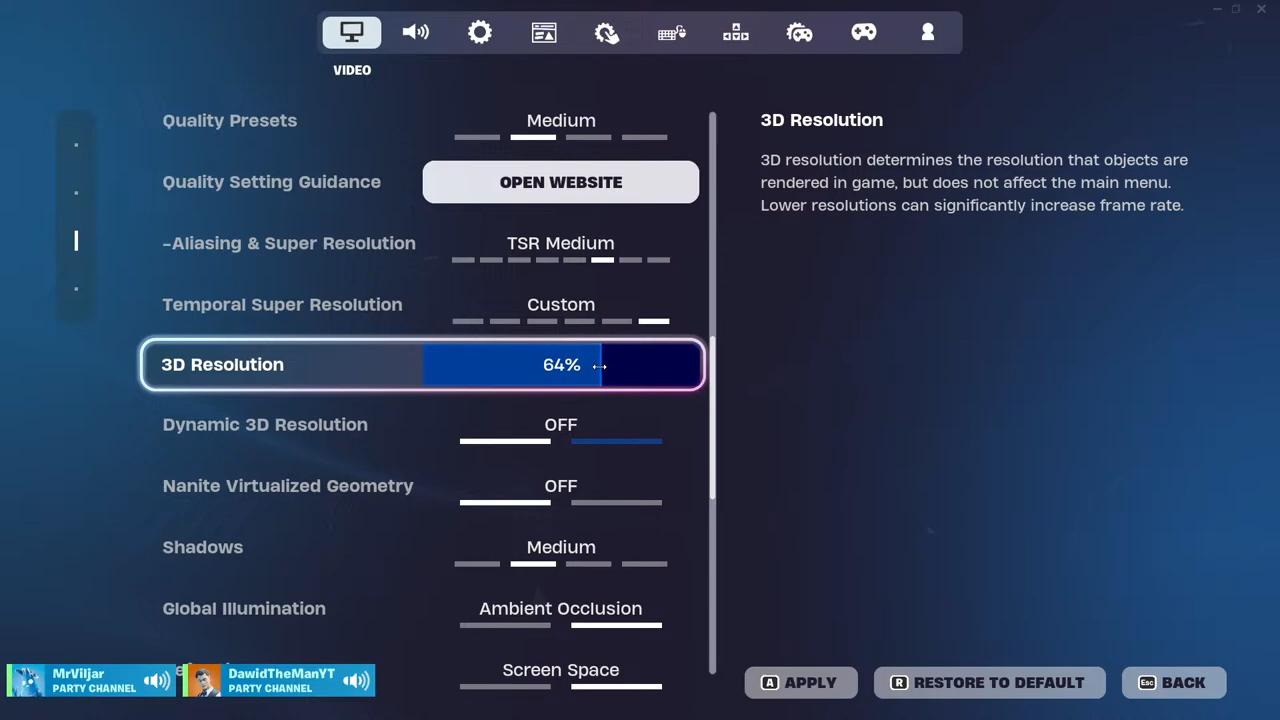 VIDEO
Quality Presets
Medium
Quality Setting Guidance
OPEN WEBSITE
-Aliasing & Super Resolution
TSR Medium
Temporal Super Resolution
Custom
3D Resolution
64%
Dynamic 3D Resolution
OFF
Nanite Virtualized Geometry
OFF
Shadows
Medium
Global Illumination
Ambient Occlusion
Screen Space
3D Resolution
3D resolution determines the resolution that objects are
rendered in game, but does not affect the main menu.
Lower resolutions can significantly increase frame rate.
MrViljar
PARTY CHANNEL
DawidTheManYT
PARTY CHANNEL
A APPLY
R RESTORE TO DEFAULT
Esc BACK